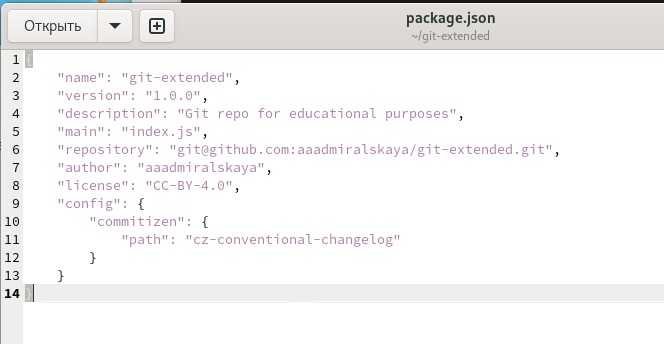 Открыть
package.json
~/git-extended
1 {
2 "name": "git-extended",
3 "version": "1.0.0",
4 "description": "Git repo for educational purposes",
5 "main": "index.js",
6 "repository": "git@github.com:aaadmiralskaya/git-extended.git",
7 "author": "aaadmiralskaya",
8 "license": "CC-BY-4.0",
9 "config": {
10 "commitizen": {
11 "path": "cz-conventional-changelog"
12 }
13 }
14 }